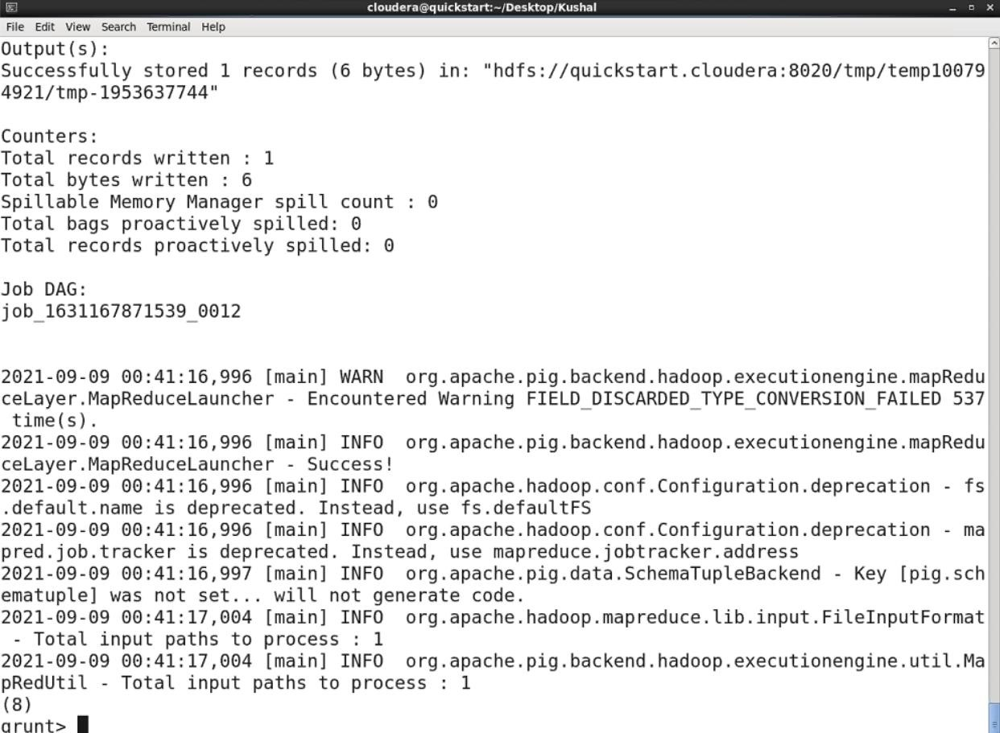 cloudera@quickstart:~/Desktop/Kushal
File Edit View Search Terminal Help
Output(s):
Successfully stored 1 records (6 bytes) in: "hdfs://quickstart.cloudera:8020/tmp/temp10079
4921/tmp-1953637744"
Counters:
Total records written : 1
Total bytes written : 6
Spillable Memory Manager spill count : 0
Total bags proactively spilled: 0
Total records proactively spilled: 0
Job DAG:
job_1631167871539_0012
2021-09-09 00:41:16,996 [main] WARN  org.apache.pig.backend.hadoop.executionengine.mapRedu
ceLayer.MapReduceLauncher - Encountered Warning FIELD_DISCARDED_TYPE_CONVERSION_FAILED 537
 time(s).
2021-09-09 00:41:16,996 [main] INFO  org.apache.pig.backend.hadoop.executionengine.mapRedu
ceLayer.MapReduceLauncher - Success!
2021-09-09 00:41:16,996 [main] INFO  org.apache.hadoop.conf.Configuration.deprecation - fs
.default.name is deprecated. Instead, use fs.defaultFS
2021-09-09 00:41:16,996 [main] INFO  org.apache.hadoop.conf.Configuration.deprecation - ma
pred.job.tracker is deprecated. Instead, use mapreduce.jobtracker.address
2021-09-09 00:41:16,997 [main] INFO  org.apache.pig.data.SchemaTupleBackend - Key [pig.sch
ematuple] was not set... will not generate code.
2021-09-09 00:41:17,004 [main] INFO  org.apache.hadoop.mapreduce.lib.input.FileInputFormat
 - Total input paths to process : 1
2021-09-09 00:41:17,004 [main] INFO  org.apache.pig.backend.hadoop.executionengine.util.Ma
pRedUtil - Total input paths to process : 1
(8)
grunt>